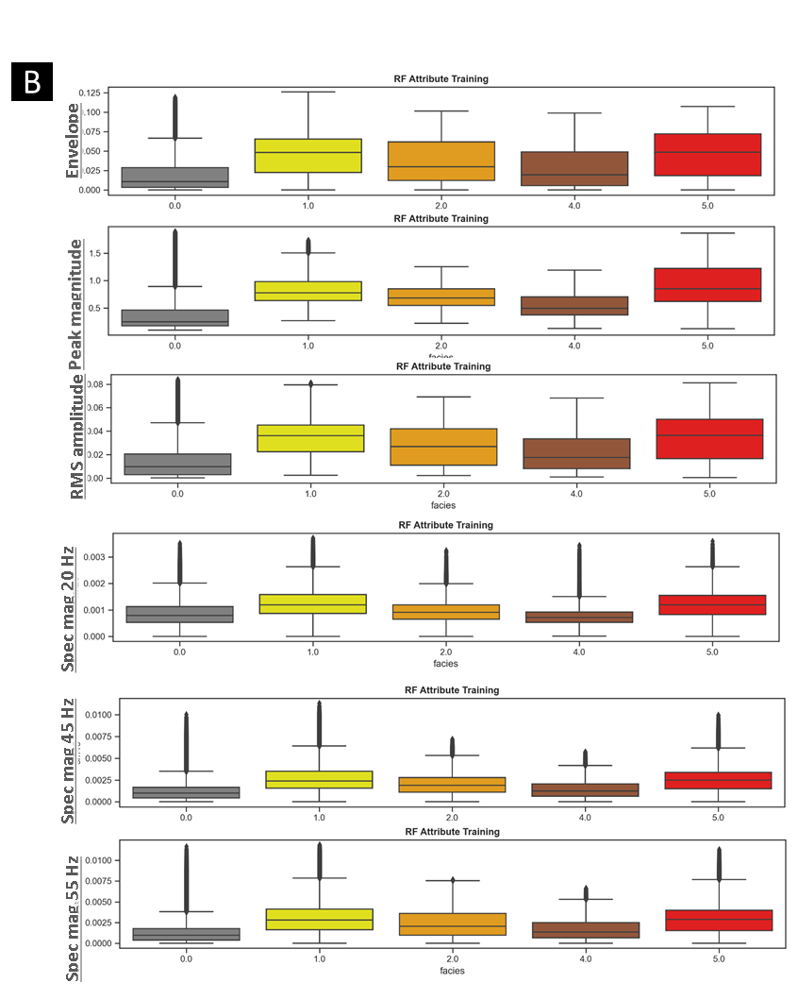 B
RF Attribute Training
Envelope
0.125
.100
.075
.050
.025
0.000
0.0 1.0 2.0 4.0 5.0
RF Attribute Training
Peak magnitude
1.5
1.0
0.5
0.0 1.0 2.0 4.0 5.0
facies
RF Attribute Training
RMS amplitude
0.08
0.06
0.04
0.02
0.00
0.0 1.0 2.0 4.0 5.0
facies
RF Attribute Training
Spec mag 20 Hz
0.003
0.002
0.001
0.000
0.0 1.0 2.0 4.0 5.0
facies
RF Attribute Training
Spec mag 45 Hz
0.0100
0.0075
0.0050
0.0025
0.0000
0.0 1.0 2.0 4.0 5.0
RF Attribute Training
Spec mag 55 Hz
0.0100
0.0075
0.0050
0.0025
0.0000
0.0 1.0 2.0 4.0 5.0
facies